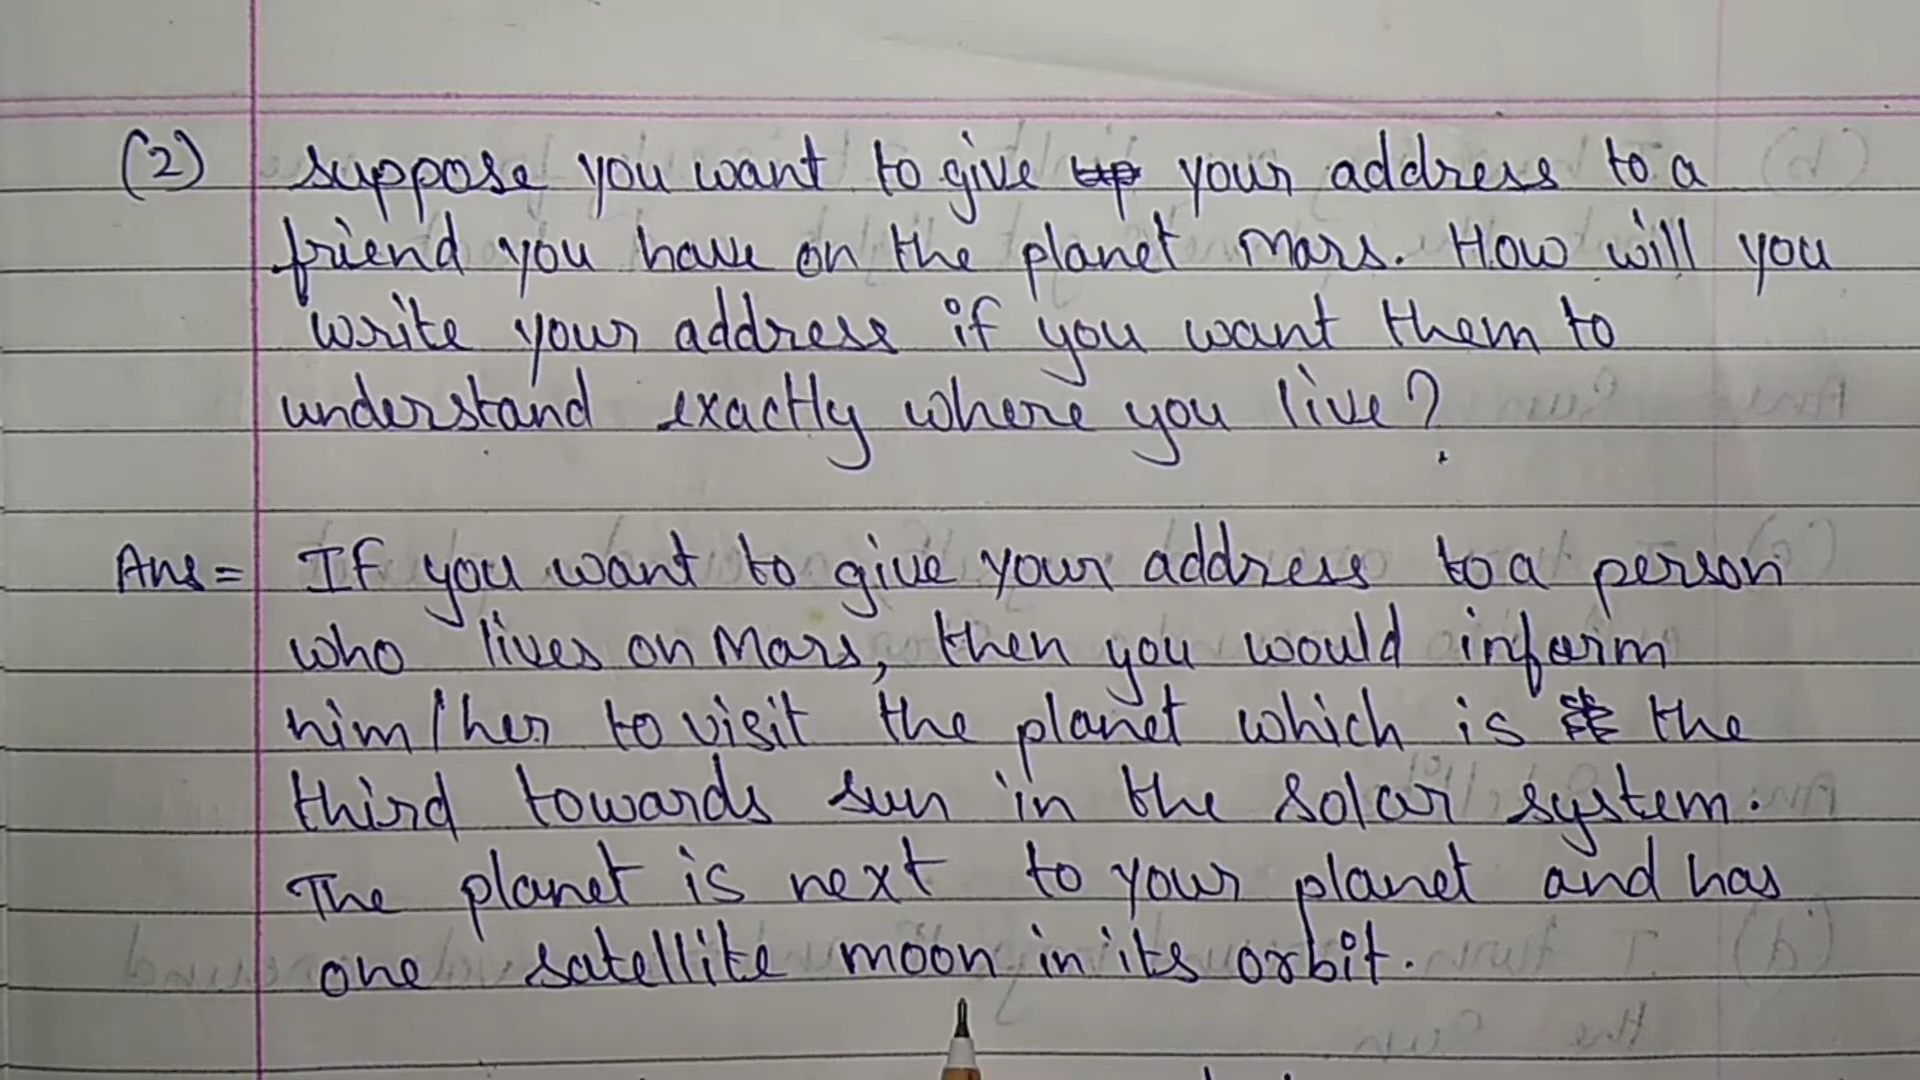 (2) suppose you want to give your address to a
friend you have on the planet Mars. How will you
write your address if you want them to
understand exactly where you live?
Ans = If you want to give your address to a person
who lives on Mars, then you would inform
him/her to visit the planet which is the
third towards sun in the solar system.
The planet is next to your planet and has
one satellite moon in its orbit.